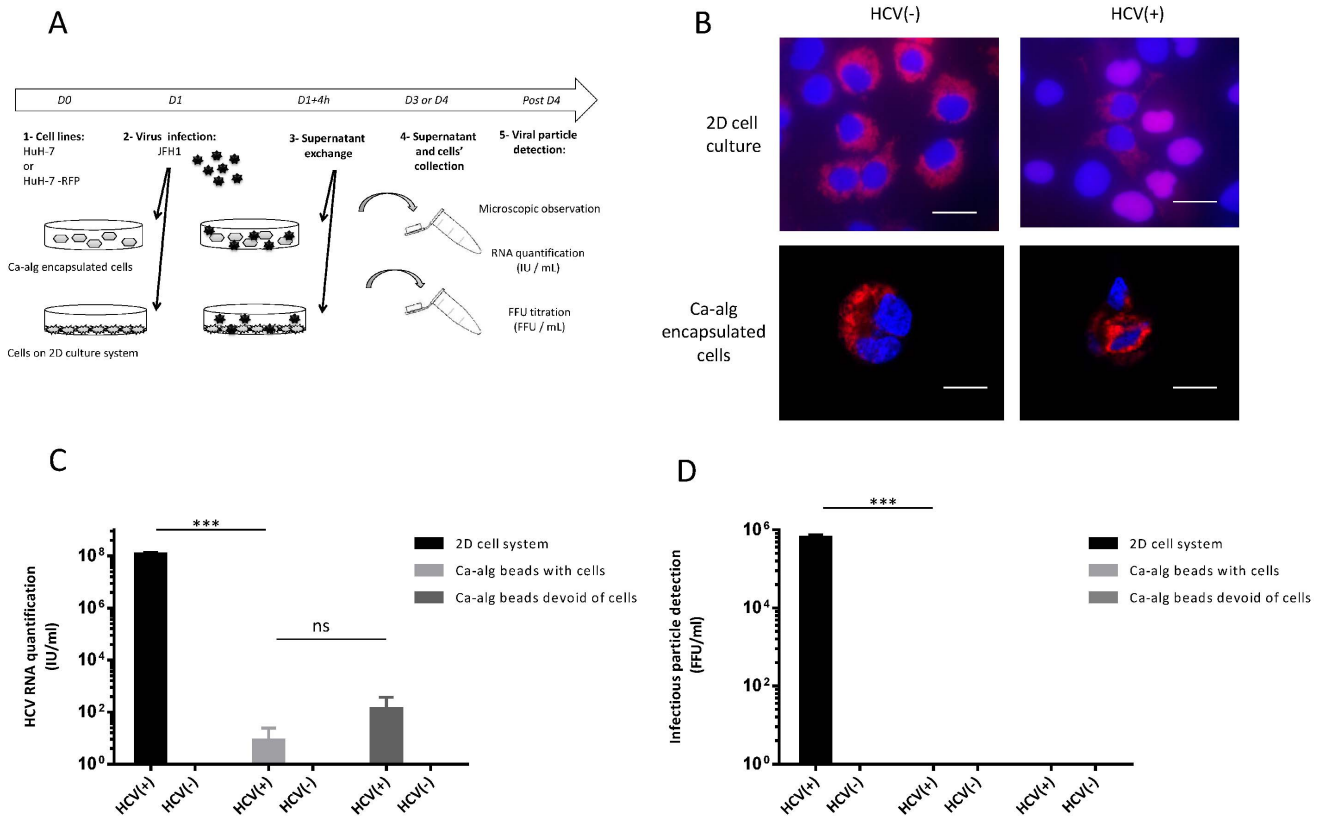 A
D0
D1
D1+4h
D3 or D4
Post D4
1- Cell lines:
HuH-7
or
HuH-7 -RFP
2- Virus infection:
JFH1
3- Supernatant
exchange
4- Supernatant
and cells’
collection
5- Viral particle
detection:
Ca-alg encapsulated cells
Cells on 2D culture system
Microscopic observation
RNA quantification
(IU / mL)
FFU titration
(FFU / mL)
B
HCV(-)
HCV(+)
2D cell
culture
Ca-alg
encapsulated
cells
C
HCV RNA quantification
(IU/ml)
10⁸
10⁶
10⁴
10²
10⁰
***
ns
HCV(+)
HCV(-)
HCV(+)
HCV(-)
HCV(+)
HCV(-)
2D cell system
Ca-alg beads with cells
Ca-alg beads devoid of cells
D
Infectious particle detection
(FFU/ml)
10⁶
10⁴
10²
10⁰
***
HCV(+)
HCV(-)
HCV(+)
HCV(-)
HCV(+)
HCV(-)
2D cell system
Ca-alg beads with cells
Ca-alg beads devoid of cells